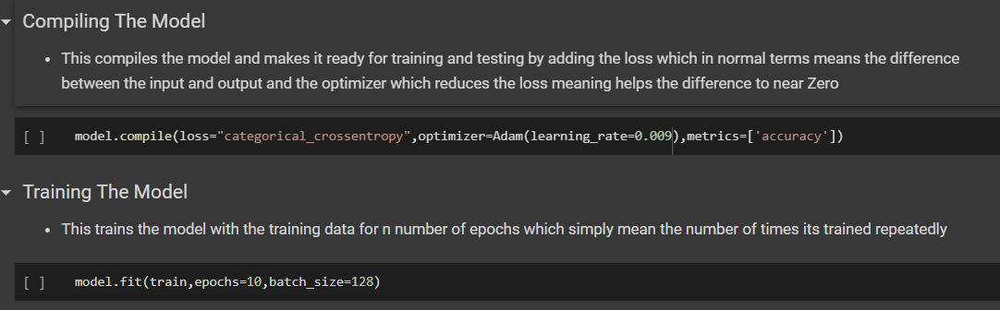 Compiling The Model
• This compiles the model and makes it ready for training and testing by adding the loss which in normal terms means the difference
between the input and output and the optimizer which reduces the loss meaning helps the difference to near Zero
[ ] model.compile(loss="categorical_crossentropy",optimizer=Adam(learning_rate=0.009),metrics=['accuracy'])
Training The Model
• This trains the model with the training data for n number of epochs which simply mean the number of times its trained repeatedly
[ ] model.fit(train,epochs=10,batch_size=128)